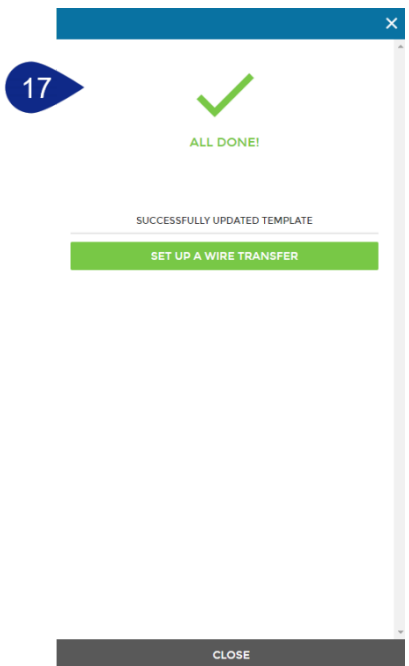 17
ALL DONE!
SUCCESSFULLY UPDATED TEMPLATE
SET UP A WIRE TRANSFER
CLOSE